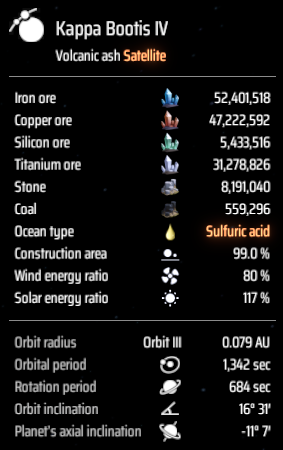 Kappa Bootis IV
Volcanic ash Satellite
Iron ore 52,401,518
Copper ore 47,222,592
Silicon ore 5,433,516
Titanium ore 31,278,826
Stone 8,191,040
Coal 559,296
Ocean type Sulfuric acid
Construction area 99.0 %
Wind energy ratio 80 %
Solar energy ratio 117 %
Orbit radius Orbit III 0.079 AU
Orbital period 1,342 sec
Rotation period 684 sec
Orbit inclination 16° 31'
Planet's axial inclination -11° 7'